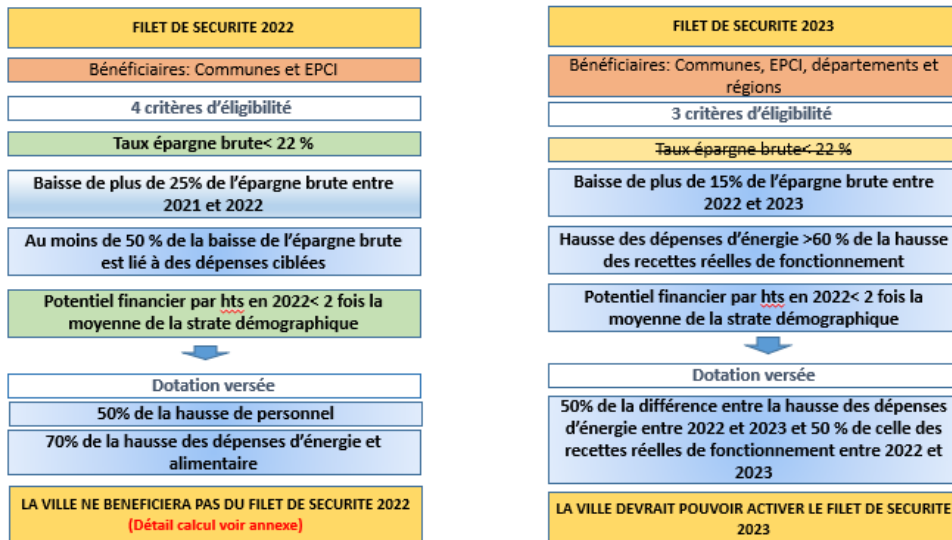 FILET DE SECURITE 2022
Bénéficiaires: Communes et EPCI
4 critères d'éligibilité
Taux épargne brute< 22 %
Baisse de plus de 25% de l'épargne brute entre
2021 et 2022
Au moins de 50 % de la baisse de l'épargne brute
est lié à des dépenses ciblées
Potentiel financier par hts en 2022< 2 fois la
moyenne de la strate démographique
Dotation versée
50% de la hausse de personnel
70% de la hausse des dépenses d'énergie et
alimentaire
LA VILLE NE BENEFICIERA PAS DU FILET DE SECURITE 2022
(Détail calcul voir annexe)
FILET DE SECURITE 2023
Bénéficiaires: Communes, EPCI, départements et
régions
3 critères d'éligibilité
Taux épargne brute< 22 %
Baisse de plus de 15% de l'épargne brute entre
2022 et 2023
Hausse des dépenses d'énergie >60 % de la hausse
des recettes réelles de fonctionnement
Potentiel financier par hts en 2022< 2 fois la
moyenne de la strate démographique
Dotation versée
50% de la différence entre la hausse des dépenses
d'énergie entre 2022 et 2023 et 50 % de celle des
recettes réelles de fonctionnement entre 2022 et
2023
LA VILLE DEVRAIT POUVOIR ACTIVER LE FILET DE SECURITE
2023